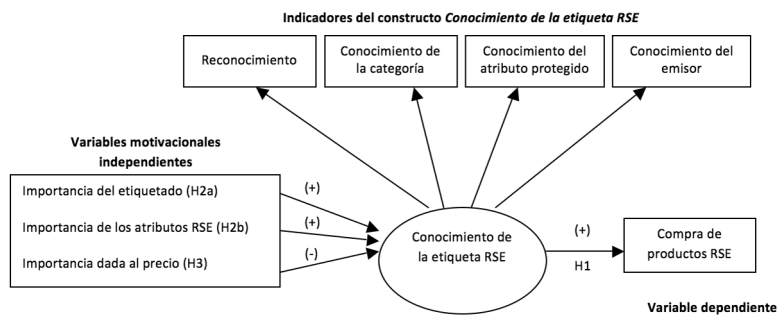 Indicadores del constructo Conocimiento de la etiqueta RSE
Reconocimiento
Conocimiento de
la categoría
Conocimiento del
atributo protegido
Conocimiento del
emisor
Variables motivacionales
independientes
Importancia del etiquetado (H2a)
Importancia de los atributos RSE (H2b)
Importancia dada al precio (H3)
(+)
(+)
(-)
Conocimiento de
la etiqueta RSE
(+)
H1
Compra de
productos RSE
Variable dependiente